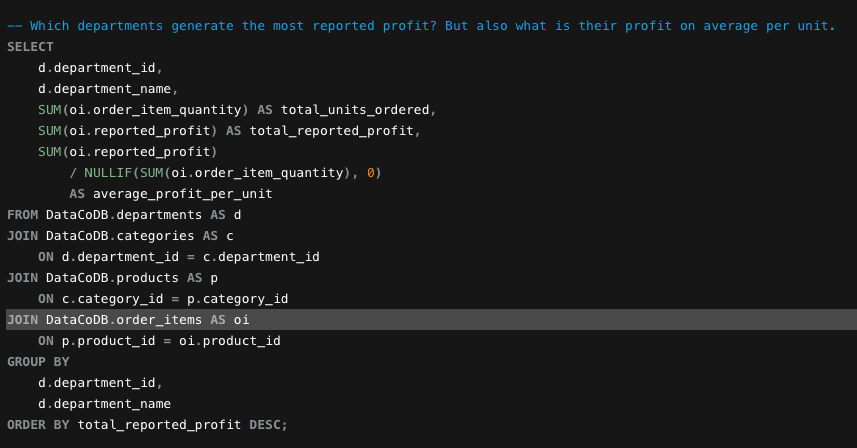 -- Which departments generate the most reported profit? But also what is their profit on average per unit.
SELECT
    d.department_id,
    d.department_name,
    SUM(oi.order_item_quantity) AS total_units_ordered,
    SUM(oi.reported_profit) AS total_reported_profit,
    SUM(oi.reported_profit)
        / NULLIF(SUM(oi.order_item_quantity), 0)
        AS average_profit_per_unit
FROM DataCoDB.departments AS d
JOIN DataCoDB.categories AS c
    ON d.department_id = c.department_id
JOIN DataCoDB.products AS p
    ON c.category_id = p.category_id
JOIN DataCoDB.order_items AS oi
    ON p.product_id = oi.product_id
GROUP BY
    d.department_id,
    d.department_name
ORDER BY total_reported_profit DESC;